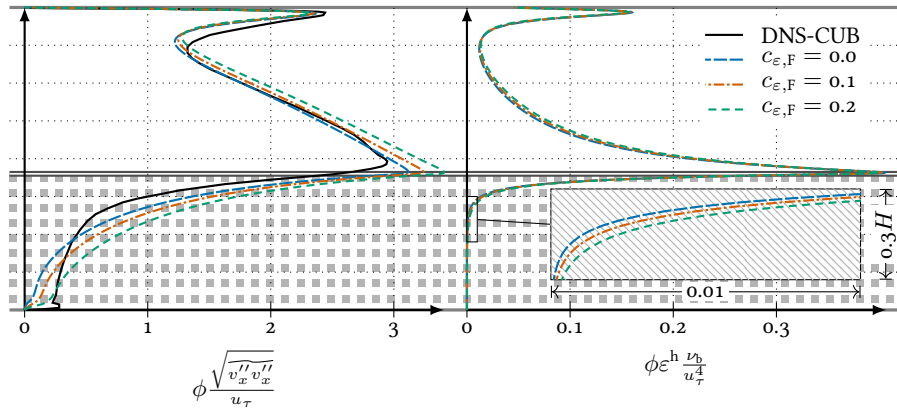 DNS-CUB
c_{ε,F} = 0.0
c_{ε,F} = 0.1
c_{ε,F} = 0.2
0.3H
0.01
0 1 2 3
0 0.1 0.2 0.3
ϕ √(v''_x v''_x) / u_τ
ϕε^h ν_b / u_τ^4